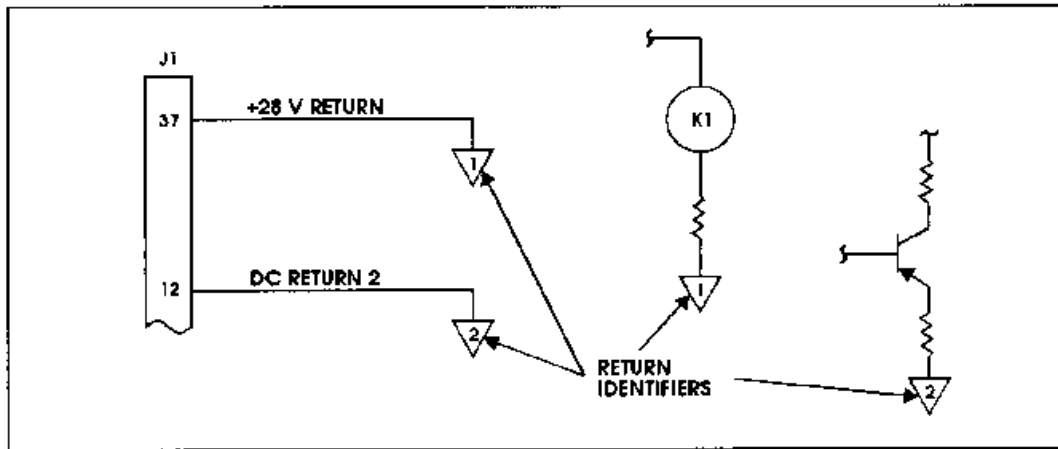 J1
37
+28 V RETURN
1
12
DC RETURN 2
2
K1
1
2
RETURN
IDENTIFIERS